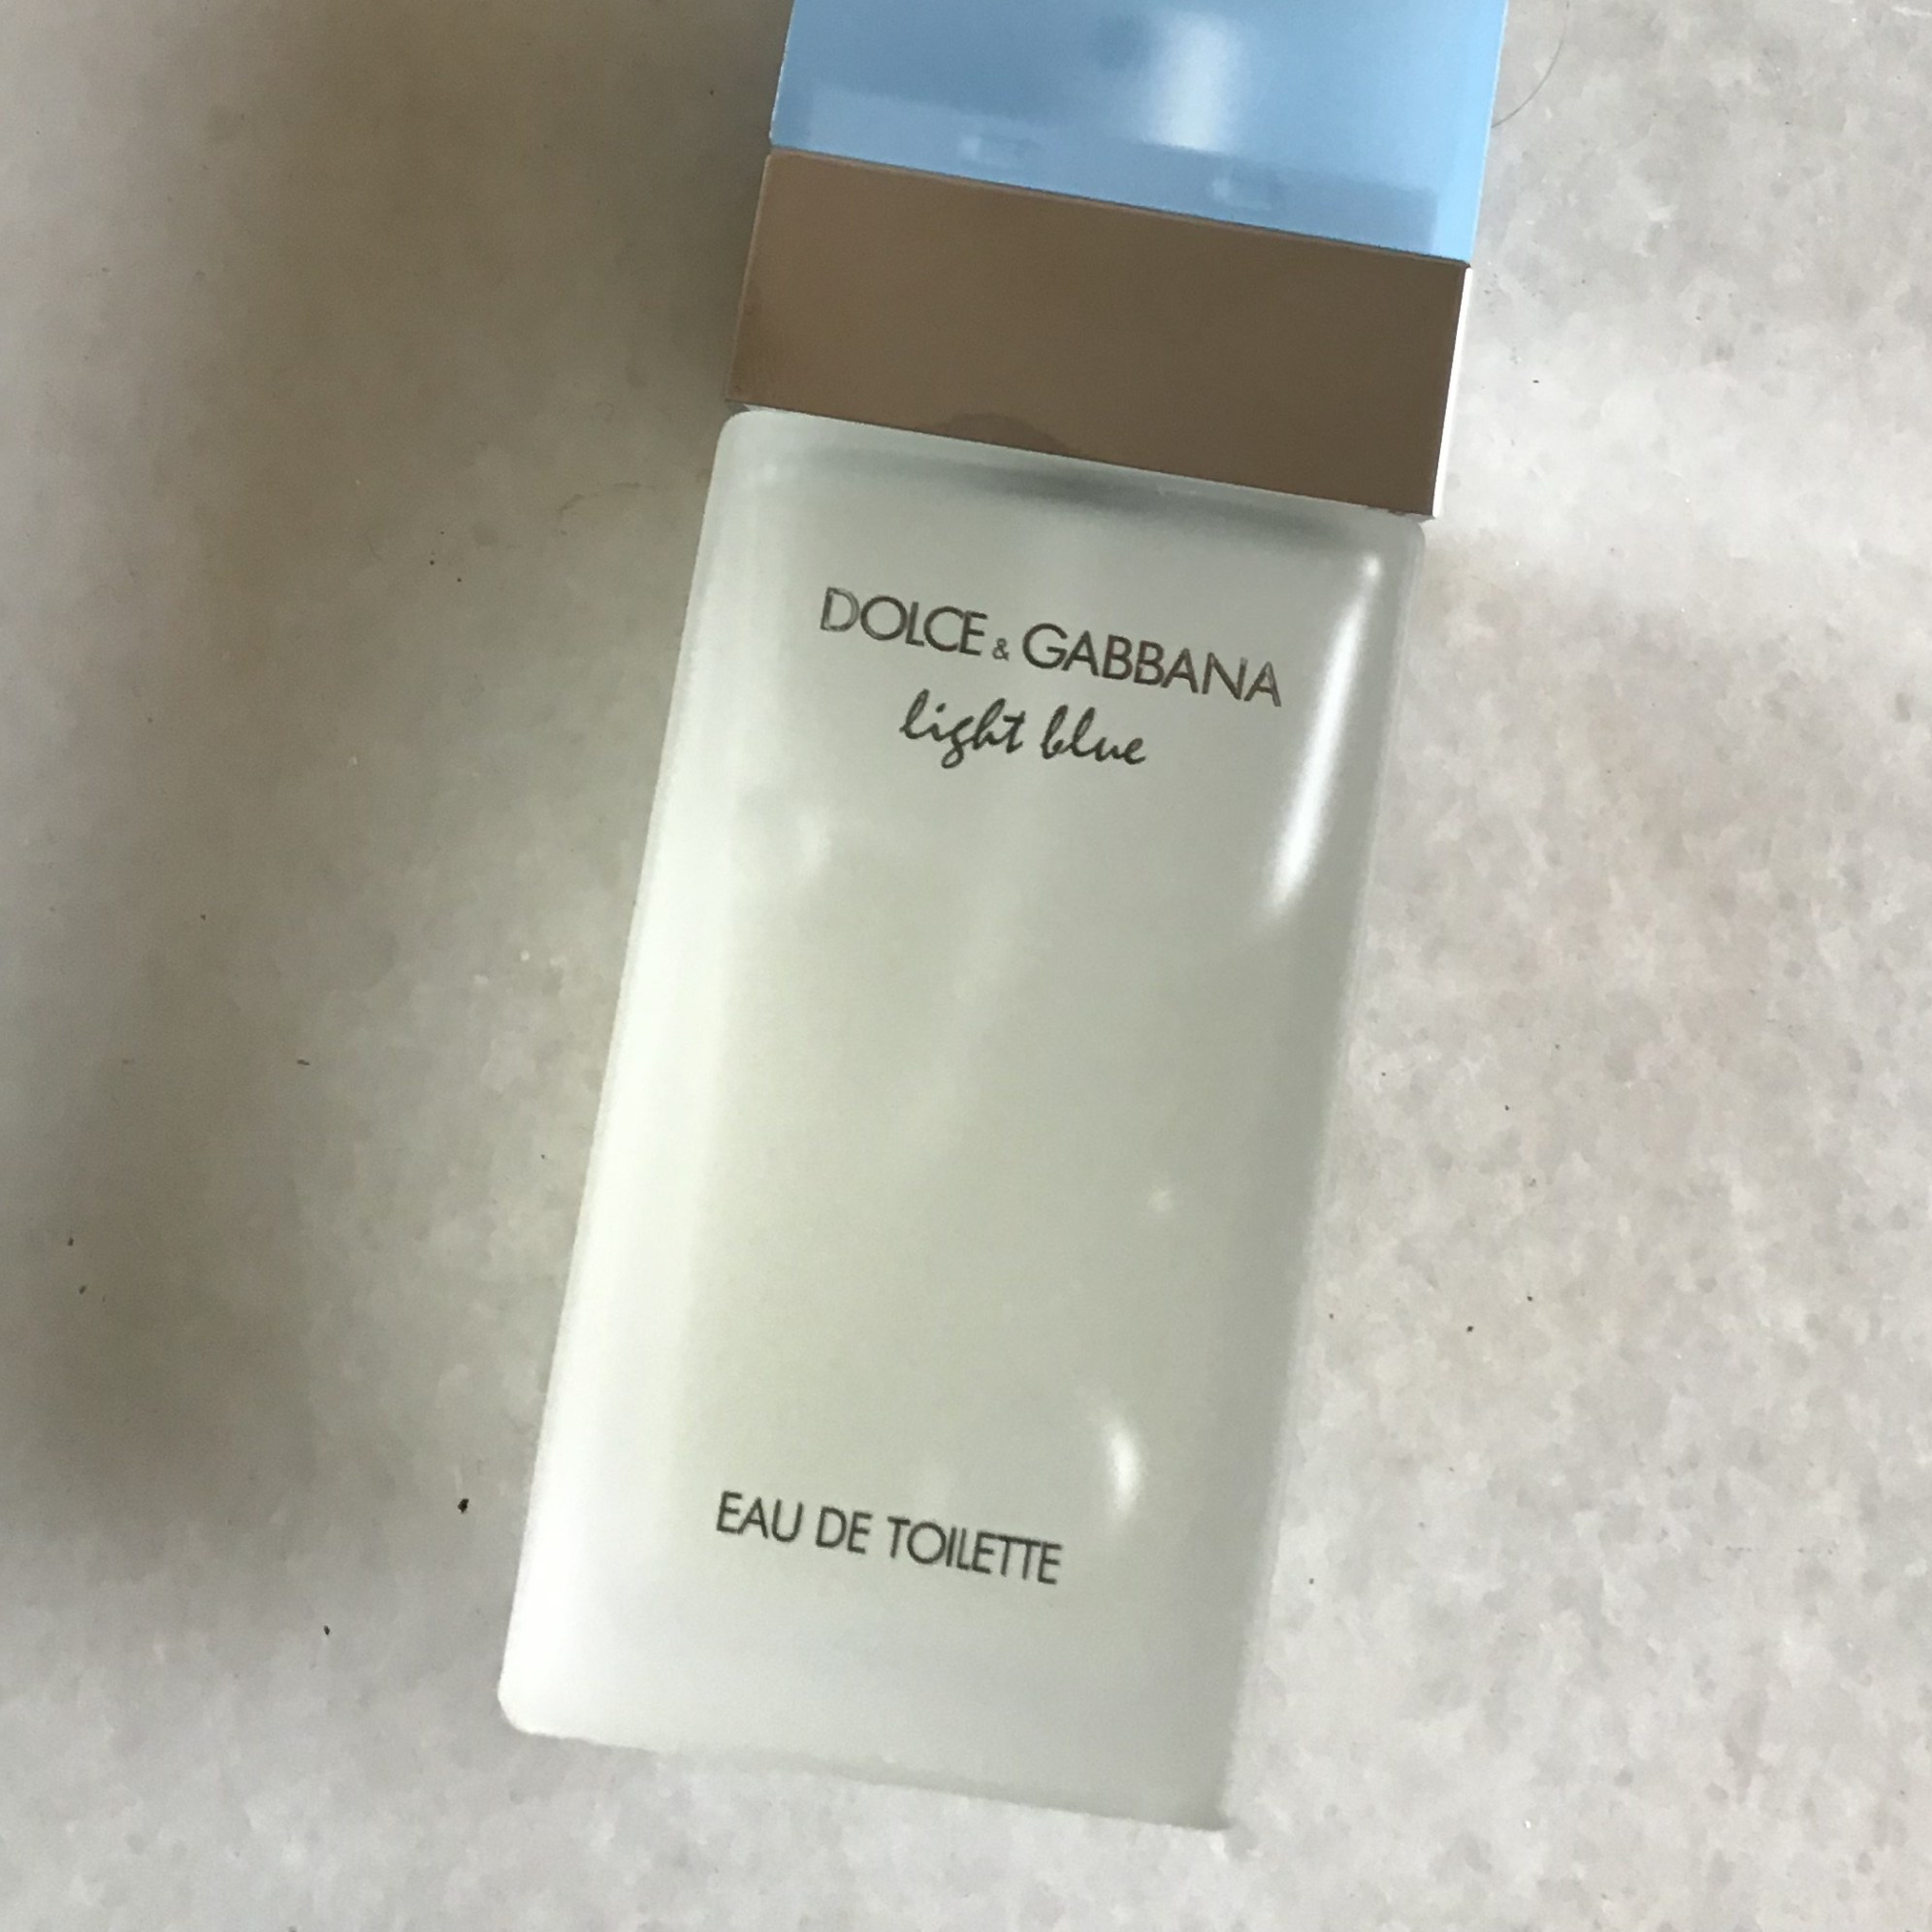 DOLCE & GABBANA
light blue
EAU DE TOILETTE